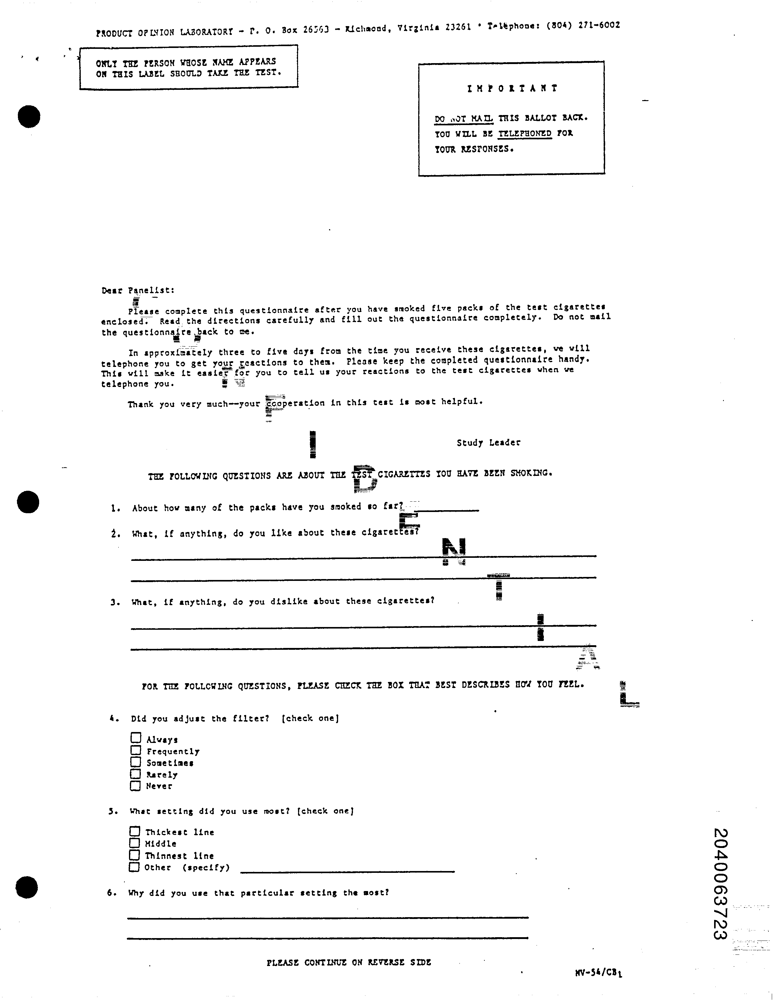 PRODUCT OPINION LABORATORY - P. O. Box 26503 - Richmond, Virginia 23261 * Telephone: (804) 271-6002
ONLY THE PERSON WHOSE NAME APPEARS
ON THIS LABEL SHOULD TAKE THE TEST.
IMPORTANT
DO NOT MAIL THIS BALLOT BACK.
YOU WILL BE TELEPHONED FOR
YOUR RESPONSES.
Dear Panelist:
Please complete this questionnaire after you have smoked five packs of the test cigarettes
enclosed. Read the directions carefully and fill out the questionnaire completely. Do not mail
the questionnaire back to me.
In approximately three to five days from the time you receive these cigarettes, we will
telephone you to get your reactions to them. Please keep the completed questionnaire handy.
This will make it easier for you to tell us your reactions to the test cigarettes when we
telephone you.
Thank you very much--your cooperation in this test is most helpful.
Study Leader
THE FOLLOWING QUESTIONS ARE ABOUT THE TEST CIGARETTES YOU HAVE BEEN SMOKING.
1. About how many of the packs have you smoked so far?
2. What, if anything, do you like about these cigarettes?
3. What, if anything, do you dislike about these cigarettes?
IDENTIAL
FOR THE FOLLOWING QUESTIONS, PLEASE CHECK THE BOX THAT BEST DESCRIBES HOW YOU FEEL.
4. Did you adjust the filter? [check one]
Always
Frequently
Sometimes
Rarely
Never
5. What setting did you use most? [check one]
Thickest line
Middle
Thinnest line
Other (specify)
6. Why did you use that particular setting the most?
PLEASE CONTINUE ON REVERSE SIDE
MV-54/CB1
2040063723